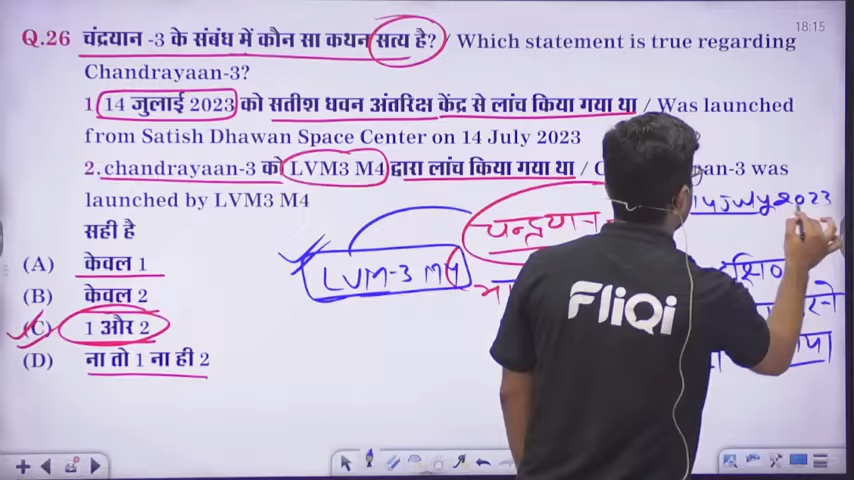 18:15
Q.26 चंद्रयान -3 के संबंध में कौन सा कथन सत्य है? / Which statement is true regarding
Chandrayaan-3?
1. 14 जुलाई 2023 को सतीश धवन अंतरिक्ष केंद्र से लांच किया गया था / Was launched
from Satish Dhawan Space Center on 14 July 2023
2. chandrayaan-3 को LVM3 M4 द्वारा लांच किया गया था / an-3 was
launched by LVM3 M4
सही है
(A) केवल 1
(B) केवल 2
(C) 1 और 2
(D) ना तो 1 ना ही 2
14 July 2023
चन्द्रयान
LVM-3 M4
FliQi